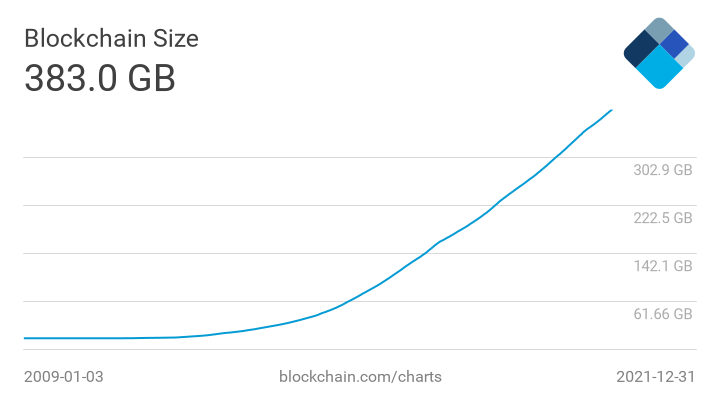 Blockchain Size
383.0 GB
302.9 GB
222.5 GB
142.1 GB
61.66 GB
2009-01-03
blockchain.com/charts
2021-12-31